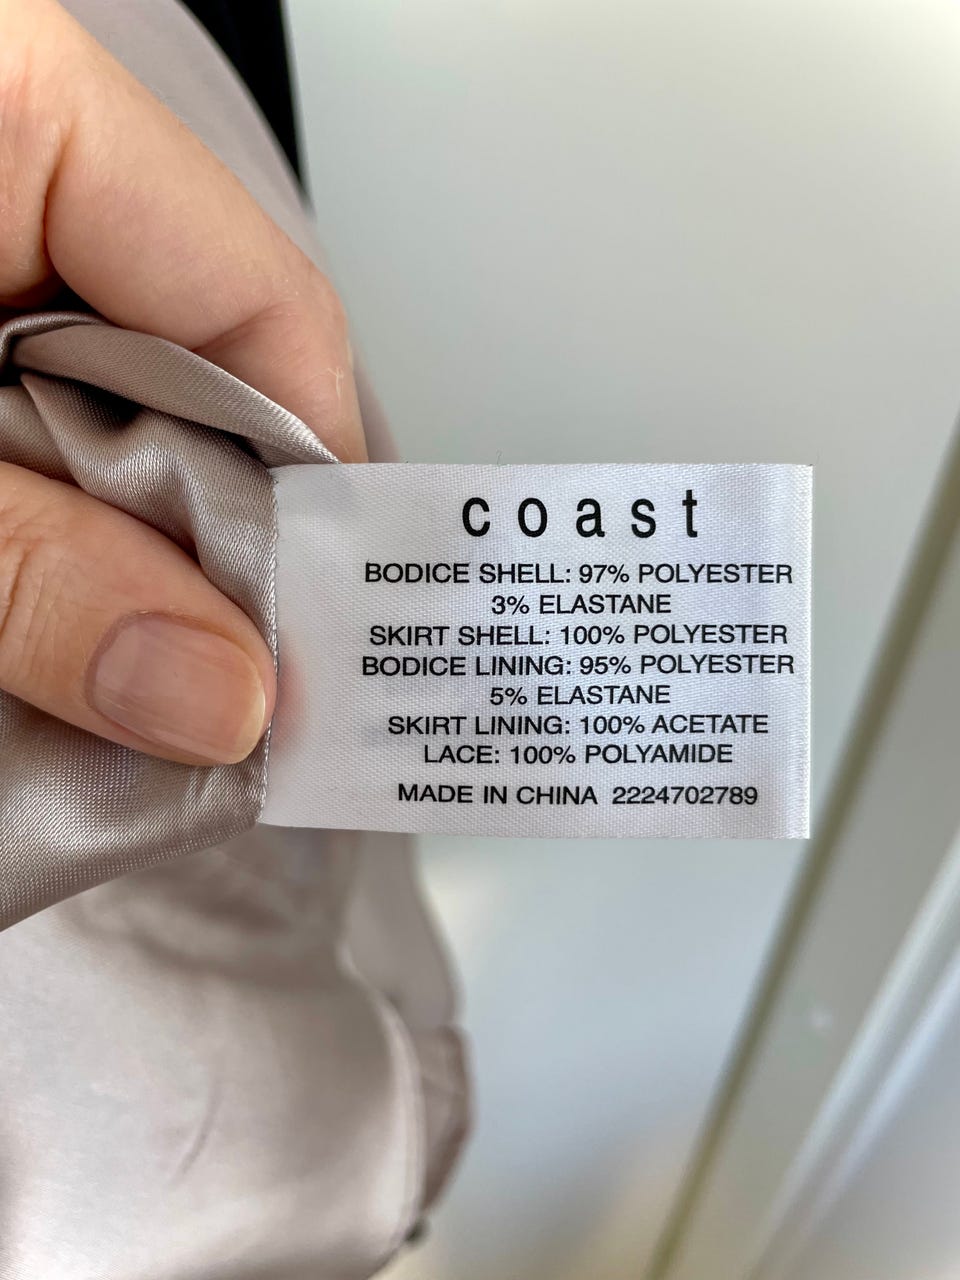 coast
BODICE SHELL: 97% POLYESTER
3% ELASTANE
SKIRT SHELL: 100% POLYESTER
BODICE LINING: 95% POLYESTER
5% ELASTANE
SKIRT LINING: 100% ACETATE
LACE: 100% POLYAMIDE
MADE IN CHINA 2224702789